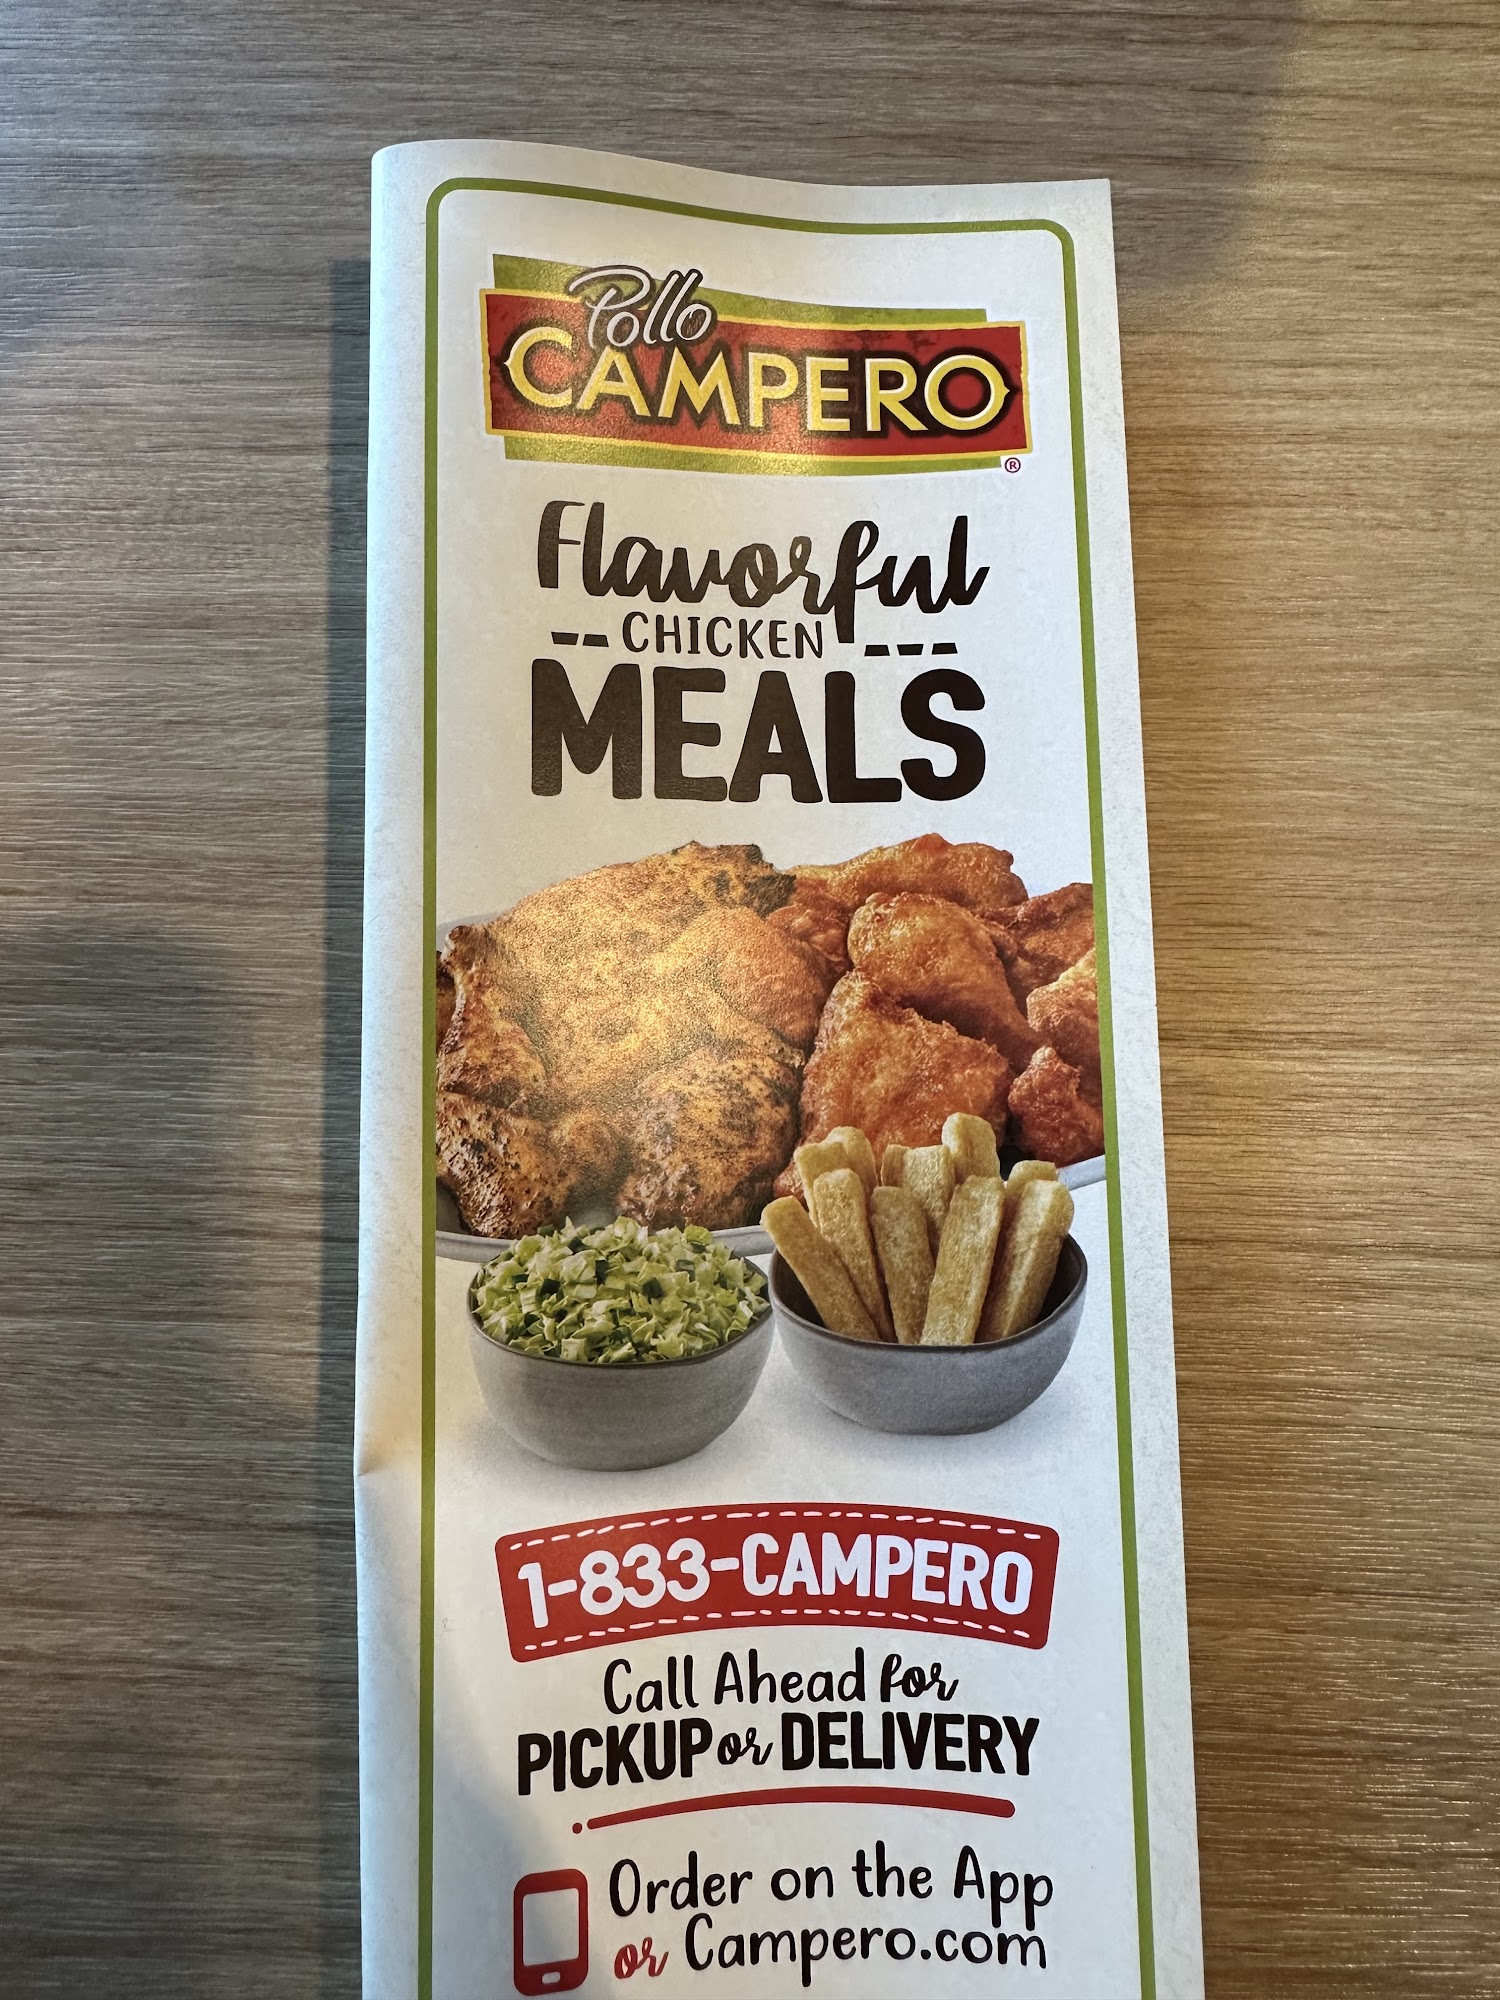 Pollo
CAMPERO
®
Flavorful
CHICKEN
MEALS
1-833-CAMPERO
Call Ahead for
PICKUP or DELIVERY
Order on the App
or Campero.com